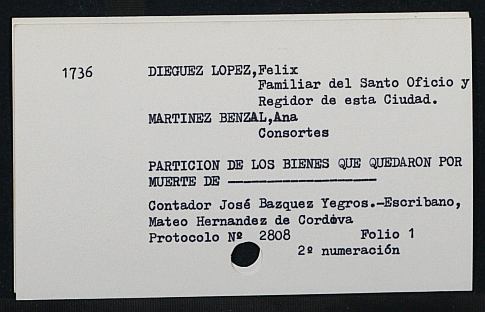 1736 DIEGUEZ LOPEZ,Felix
Familiar del Santo Oficio y
Regidor de esta Ciudad.
MARTINEZ BENZAL,Ana
Consortes
PARTICION DE LOS BIENES QUE QUEDARON POR
MUERTE DE ------------------
Contador José Bazquez Yegros.-Escribano,
Mateo Hernandez de Cordova
Protocolo Nº 2808 Folio 1
2ª numeración